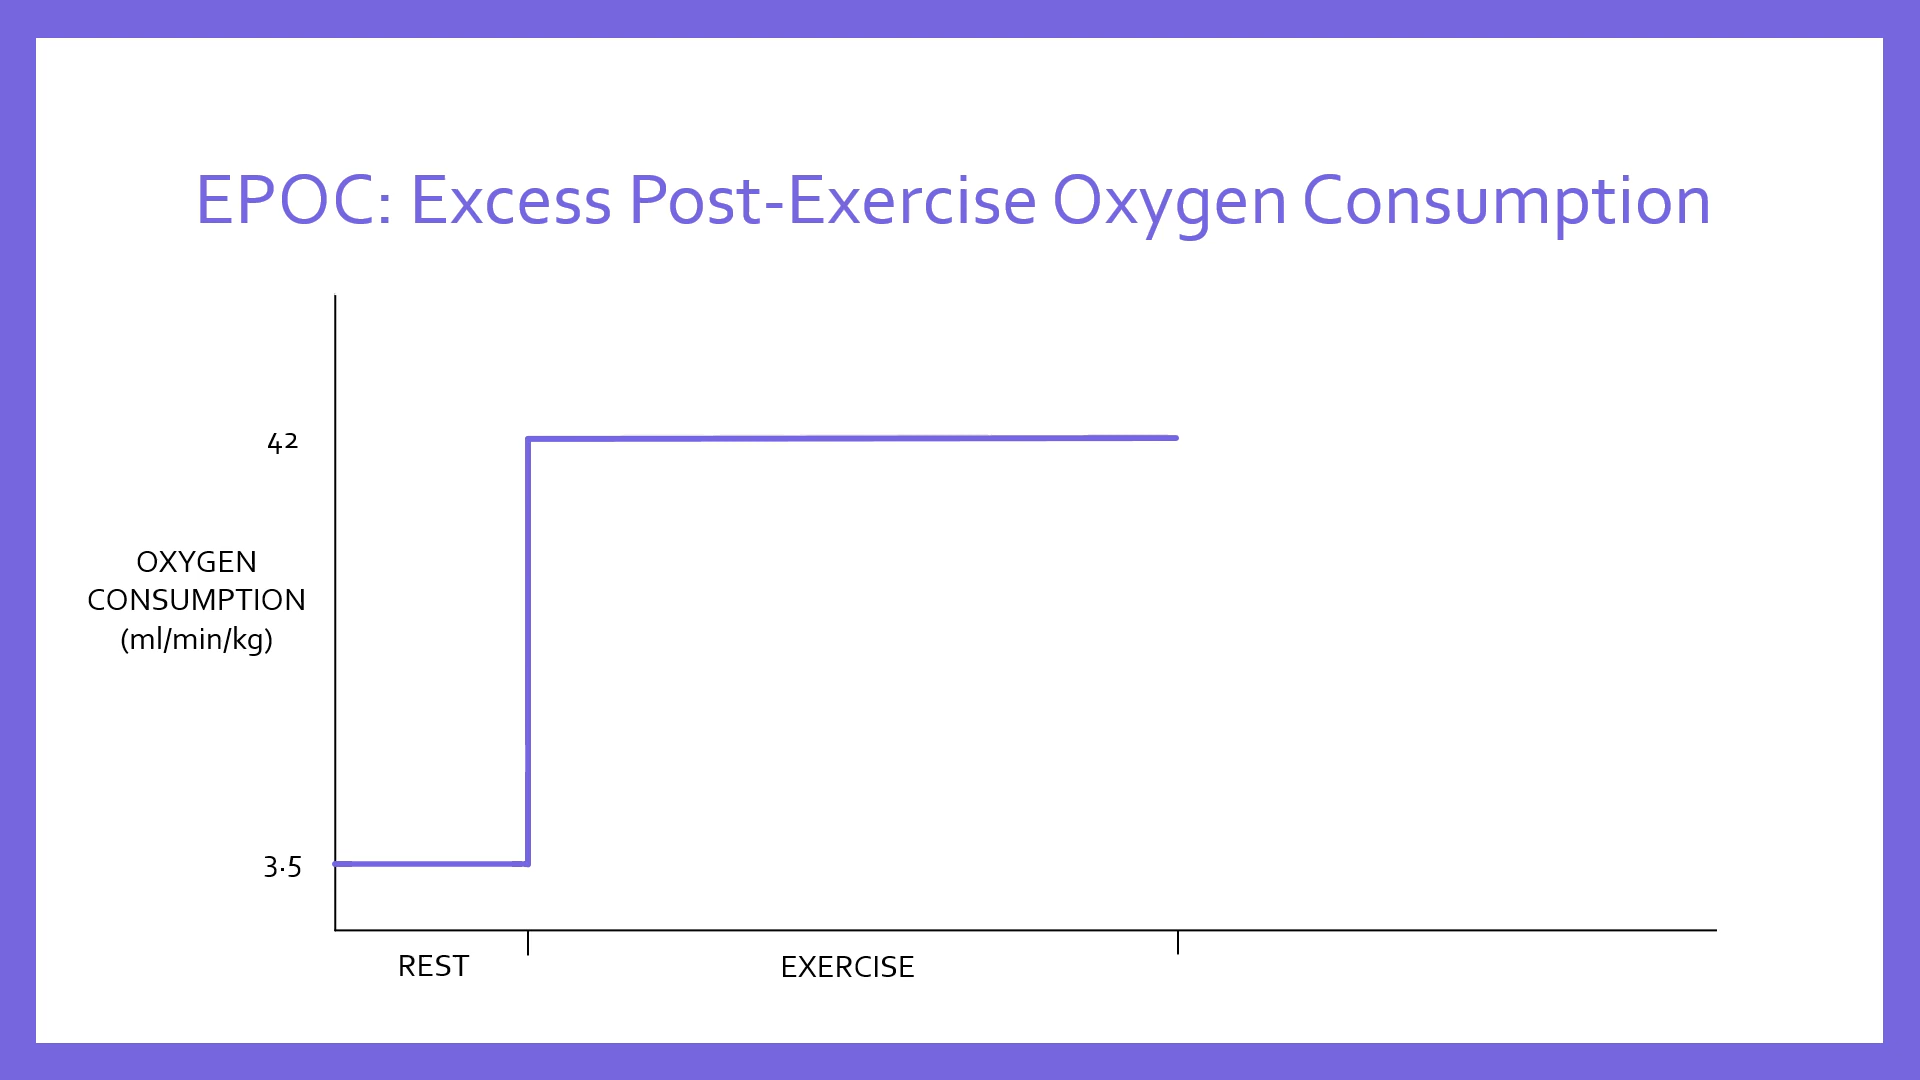 EPOC: Excess Post-Exercise Oxygen Consumption
42
OXYGEN
CONSUMPTION
(ml/min/kg)
3.5
REST
EXERCISE